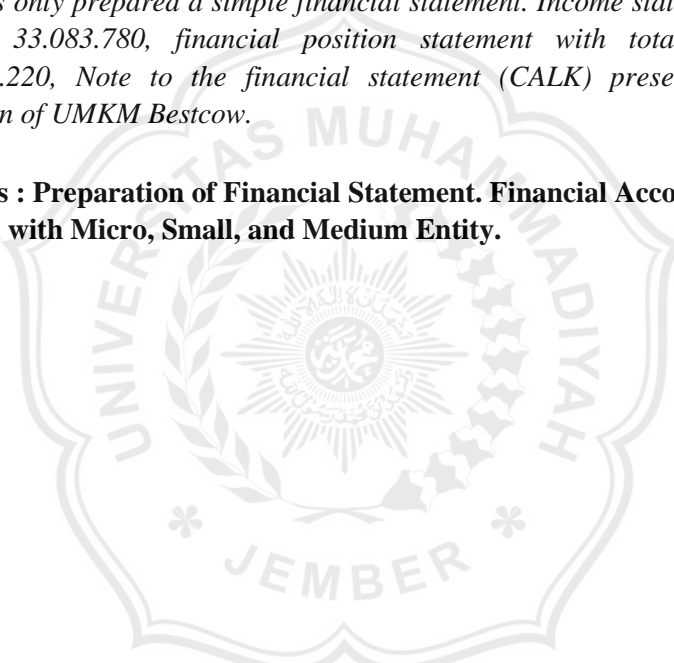 s only prepared a simple financial statement. Income stat
33.083.780, financial position statement with tota
.220, Note to the financial statement (CALK) prese
n of UMKM Bestcow.
s : Preparation of Financial Statement. Financial Acco
with Micro, Small, and Medium Entity.
UNIVERSITAS MUHAMMADIYAH
JEMBER